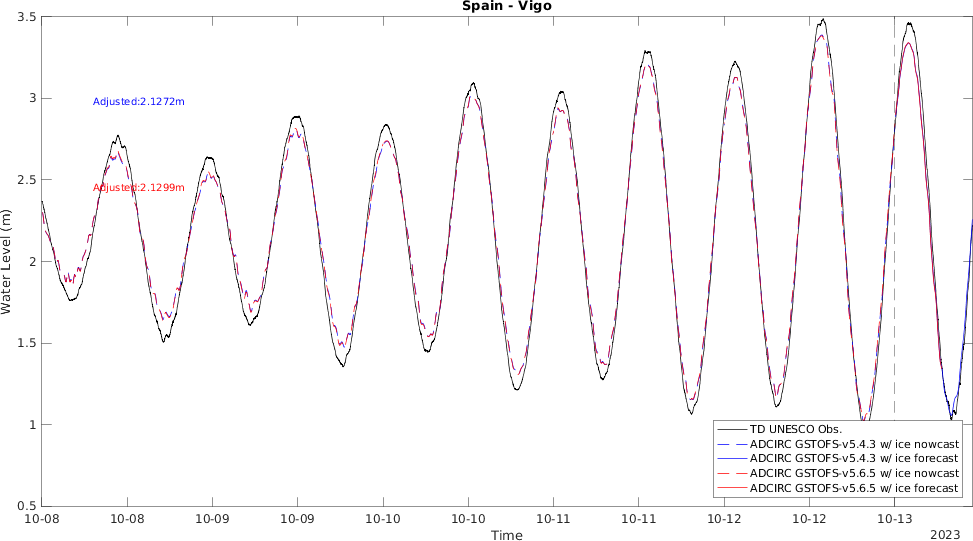 Spain - Vigo
3.5
3
2.5
2
1.5
1
0.5
Water Level (m)
Adjusted:2.1272m
Adjusted:2.1299m
TD UNESCO Obs.
ADCIRC GSTOFS-v5.4.3 w/ ice nowcast
ADCIRC GSTOFS-v5.4.3 w/ ice forecast
ADCIRC GSTOFS-v5.6.5 w/ ice nowcast
ADCIRC GSTOFS-v5.6.5 w/ ice forecast
10-08 10-08 10-09 10-09 10-10 10-10 10-11 10-11 10-12 10-12 10-13
Time
2023